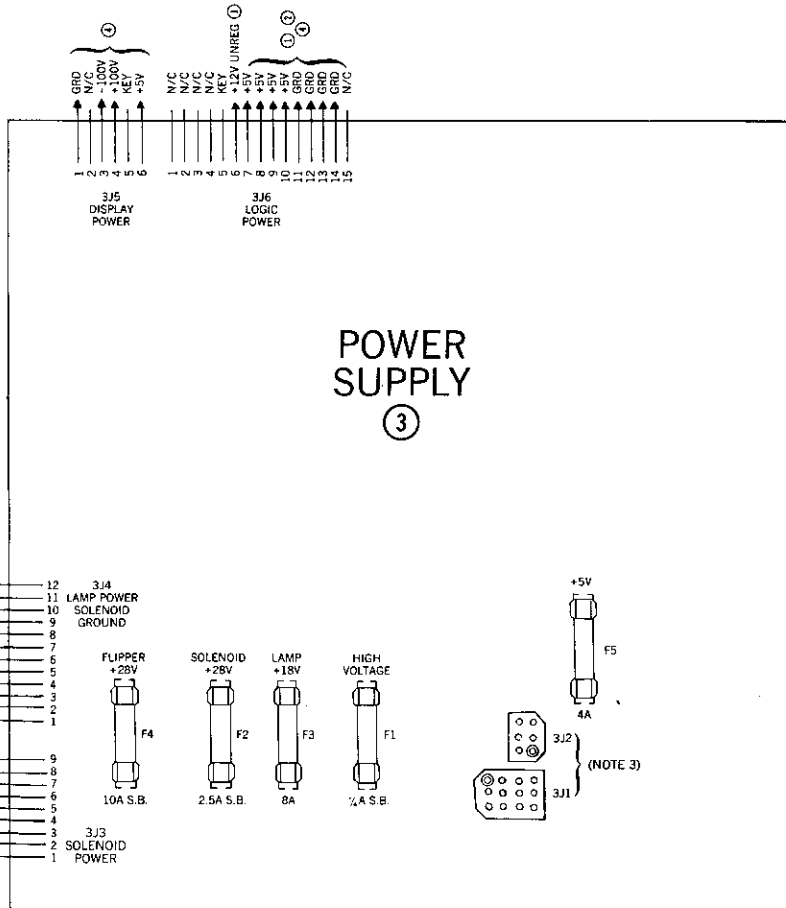 ④
GRD
N/C
-100V
+100V
KEY
+5V
① ② ④
N/C
N/C
N/C
N/C
KEY
+12V UNREG ①
+5V
+5V
+5V
+5V
GRD
GRD
GRD
GRD
N/C
1
2
3
4
5
6
1
2
3
4
5
6
7
8
9
10
11
12
13
14
15
3J5
DISPLAY
POWER
3J6
LOGIC
POWER
POWER
SUPPLY
③
12 3J4
11 LAMP POWER
10 SOLENOID
9 GROUND
8
7
6
5
4
3
2
1
FLIPPER
+28V
F4
10A S.B.
SOLENOID
+28V
F2
2.5A S.B.
LAMP
+18V
F3
8A
HIGH
VOLTAGE
F1
¼A S.B.
+5V
F5
4A
3J2
(NOTE 3)
3J1
9
8
7
6
5
4
3 3J3
2 SOLENOID
1 POWER